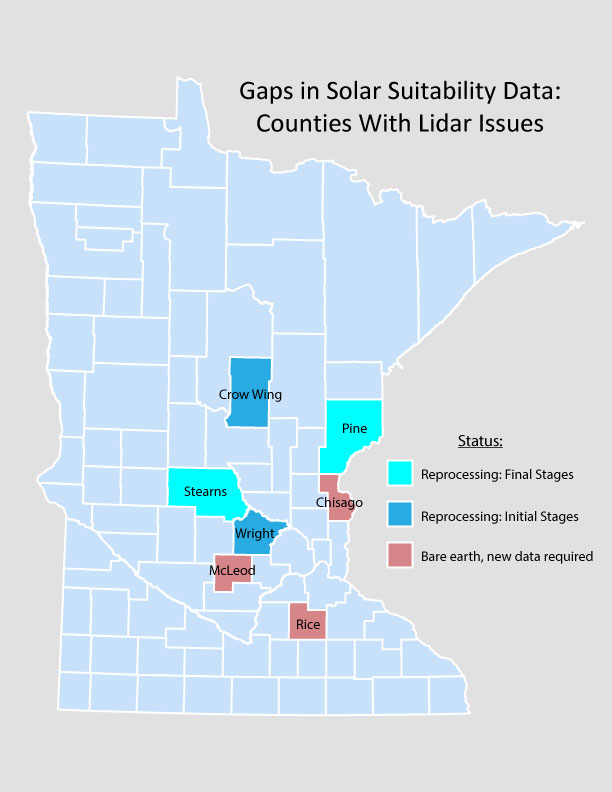 Gaps in Solar Suitability Data:
Counties With Lidar Issues
Crow Wing
Pine
Status:
Reprocessing: Final Stages
Stearns
Chisago
Reprocessing: Initial Stages
Wright
Bare earth, new data required
McLeod
Rice